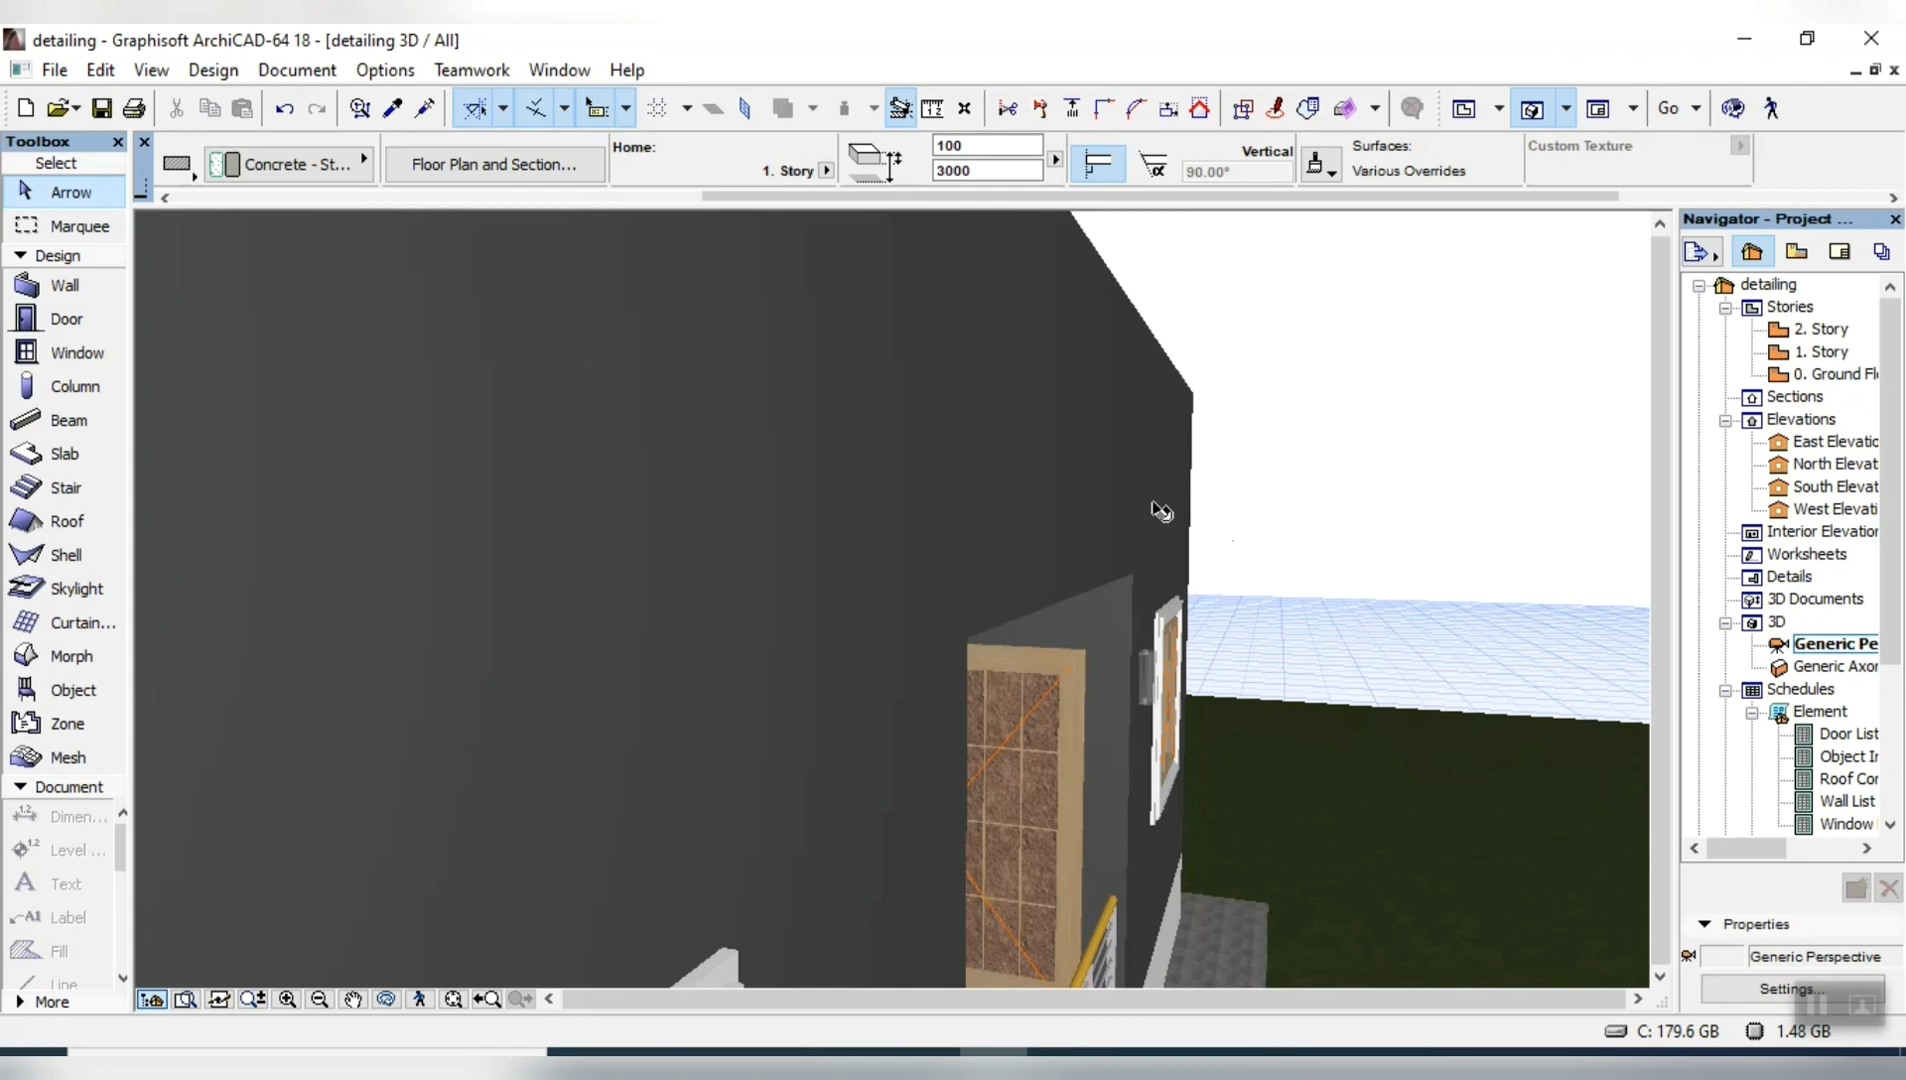 detailing - Graphisoft ArchiCAD-64 18 - [detailing 3D / All]
File Edit View Design Document Options Teamwork Window Help
Go
Toolbox
Select
Arrow
Marquee
Design
Wall
Door
Window
Column
Beam
Slab
Stair
Roof
Shell
Skylight
Curtain...
Morph
Object
Zone
Mesh
Document
Dimen...
Level ...
Text
Label
Fill
Line
More
Concrete - St...
Floor Plan and Section...
Home:
1. Story
100
3000
Vertical
90.00°
Surfaces:
Various Overrides
Custom Texture
Navigator - Project ...
detailing
Stories
2. Story
1. Story
0. Ground Fl
Sections
Elevations
East Elevatio
North Elevat
South Elevat
West Elevati
Interior Elevation
Worksheets
Details
3D Documents
3D
Generic Pe
Generic Axor
Schedules
Element
Door List
Object In
Roof Cor
Wall List
Window
Properties
Generic Perspective
Settings...
C: 179.6 GB 1.48 GB